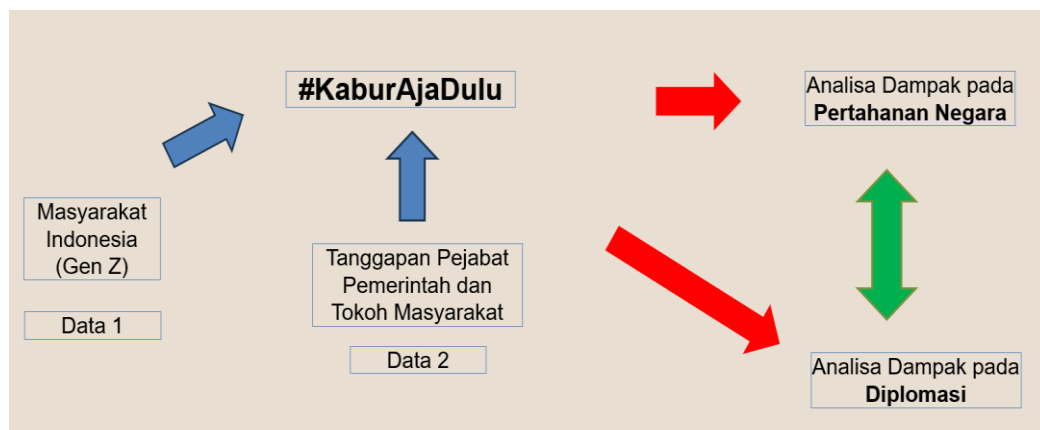 #KaburAjaDulu
Analisa Dampak pada
Pertahanan Negara
Masyarakat
Indonesia
(Gen Z)
Data 1
Tanggapan Pejabat
Pemerintah dan
Tokoh Masyarakat
Data 2
Analisa Dampak pada
Diplomasi